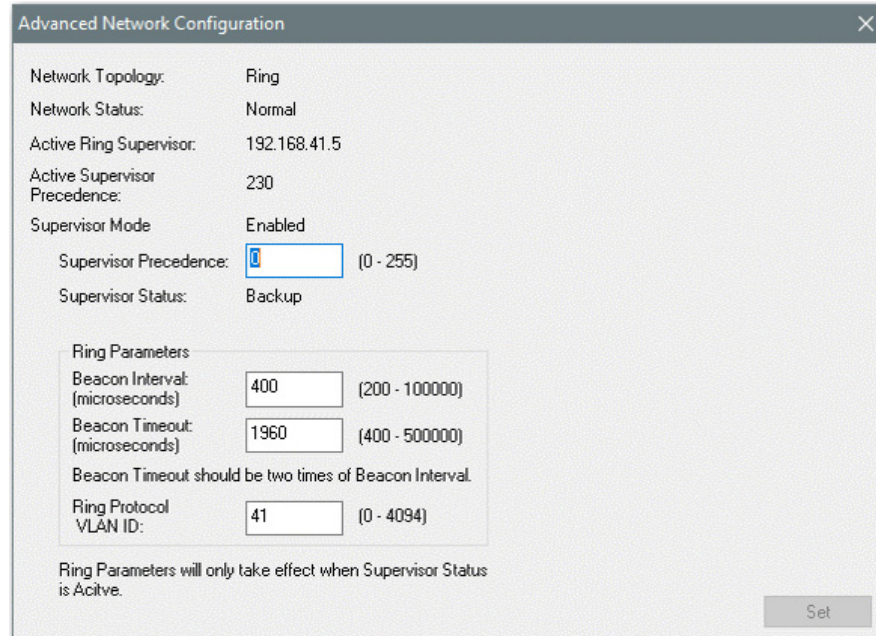 Advanced Network Configuration
Network Topology: Ring
Network Status: Normal
Active Ring Supervisor: 192.168.41.5
Active Supervisor
Precedence: 230
Supervisor Mode Enabled
Supervisor Precedence: 0 (0 - 255)
Supervisor Status: Backup
Ring Parameters
Beacon Interval:
(microseconds) 400 (200 - 100000)
Beacon Timeout:
(microseconds) 1960 (400 - 500000)
Beacon Timeout should be two times of Beacon Interval.
Ring Protocol
VLAN ID: 41 (0 - 4094)
Ring Parameters will only take effect when Supervisor Status
is Acitve.
Set